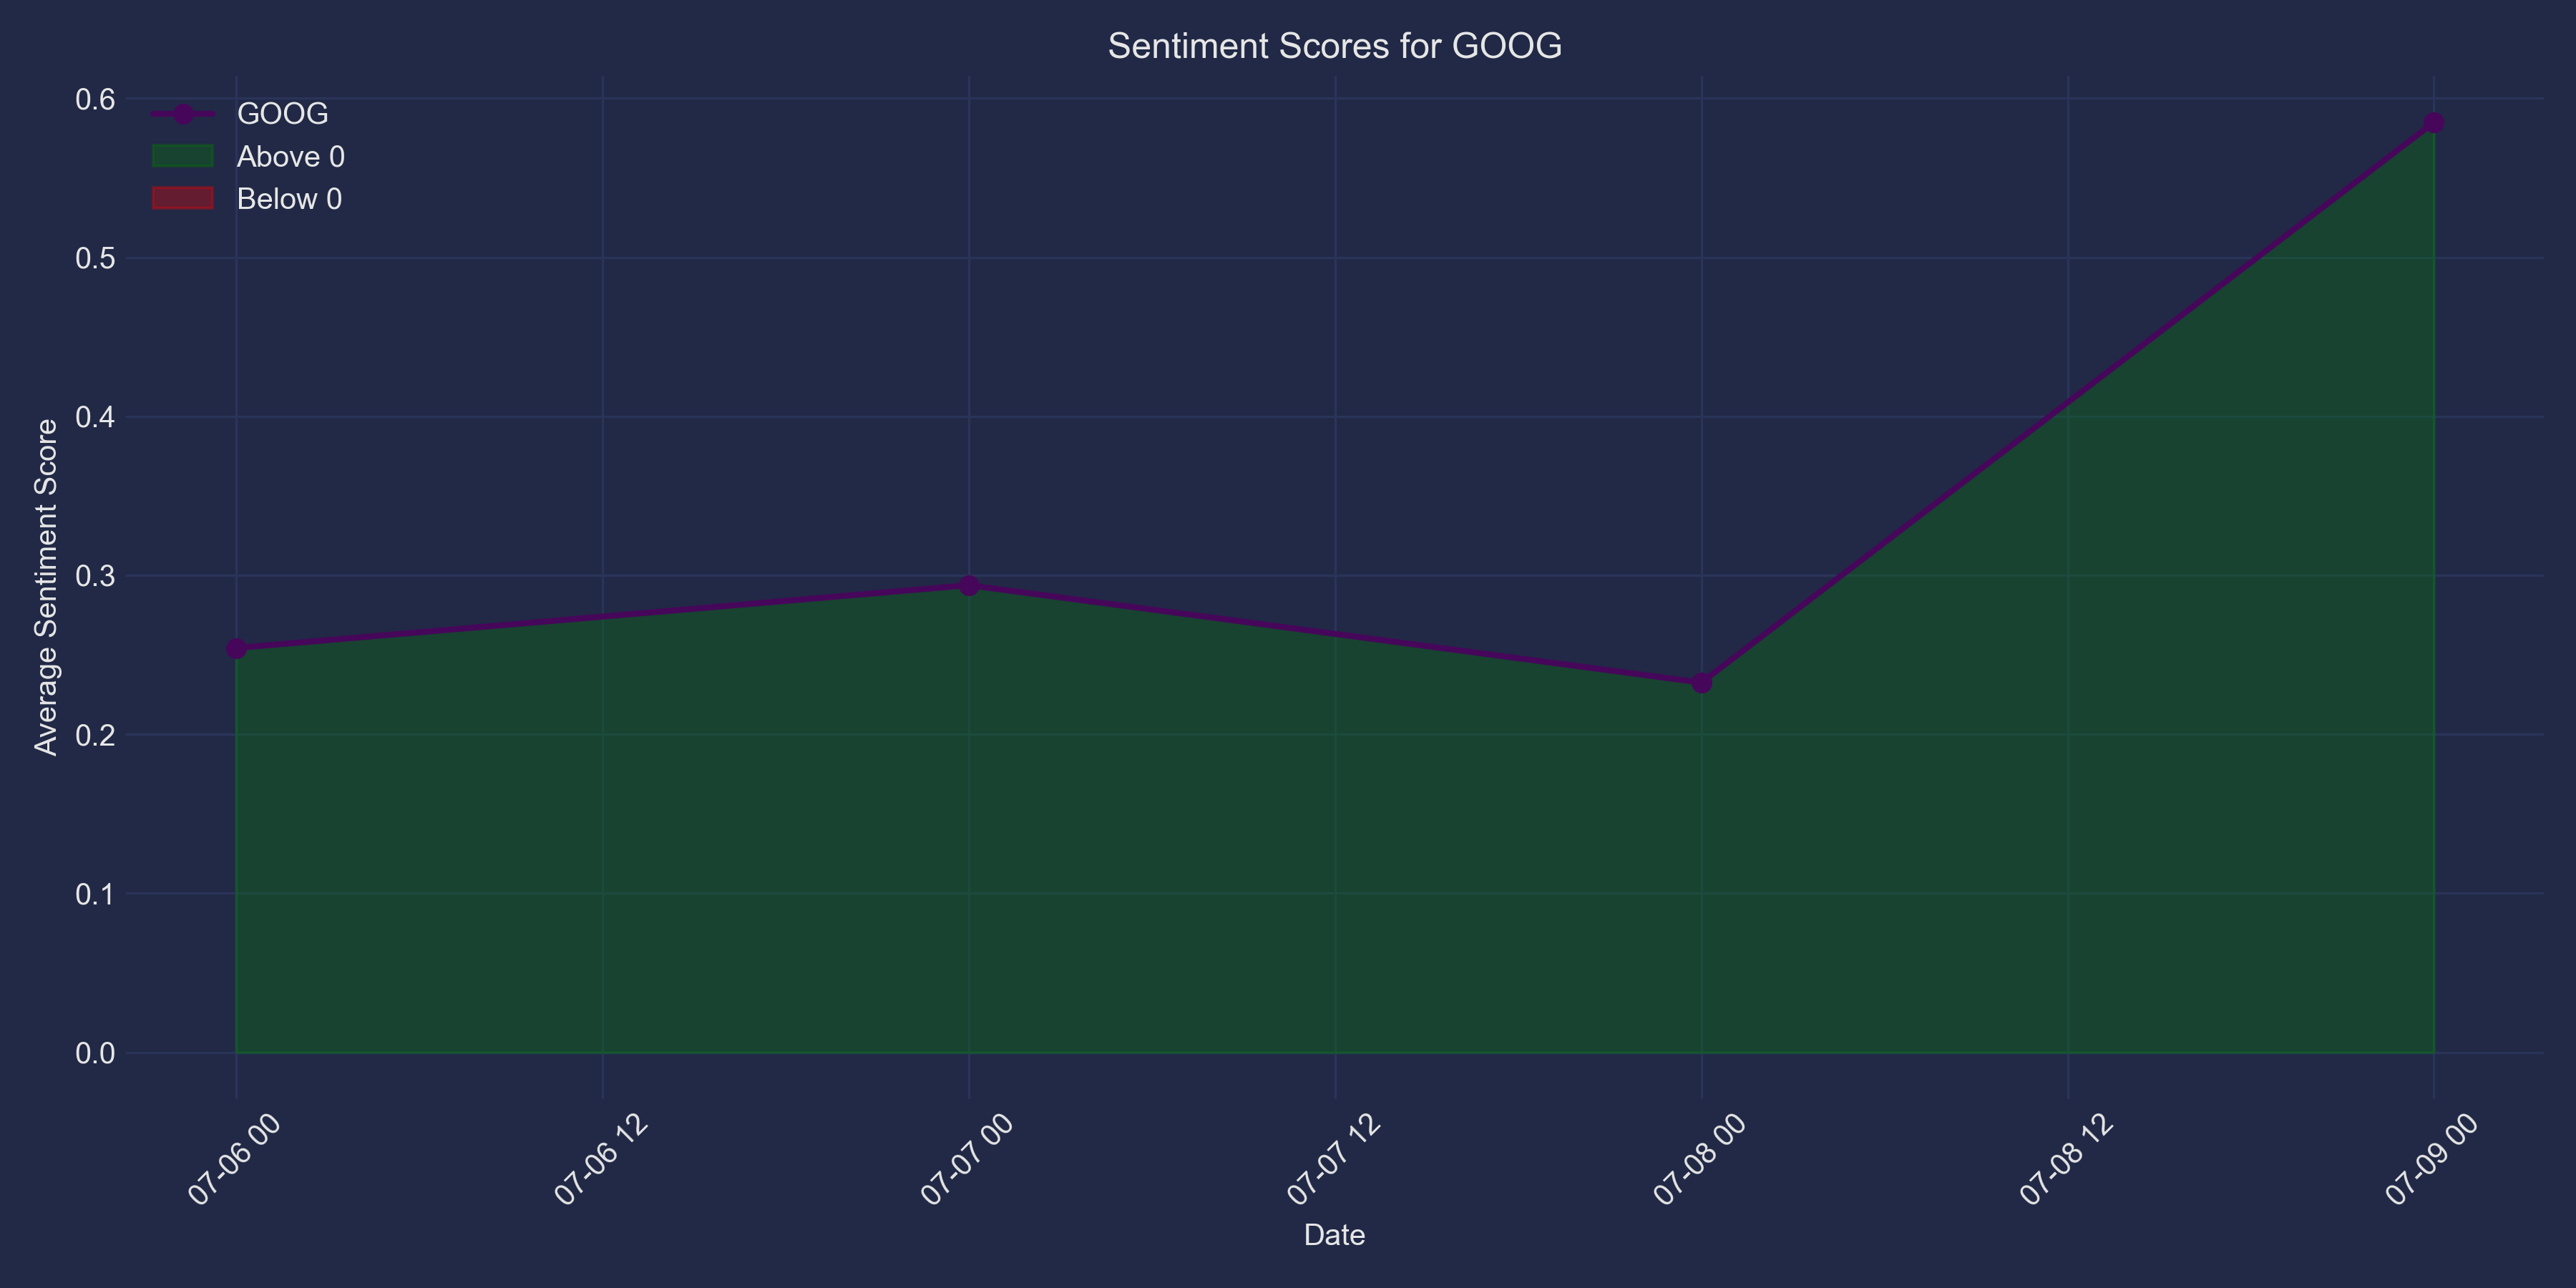 Sentiment Scores for GOOG
GOOG
Above 0
Below 0
Average Sentiment Score
0.6
0.5
0.4
0.3
0.2
0.1
0.0
07-06 00
07-06 12
07-07 00
07-07 12
07-08 00
07-08 12
07-09 00
Date